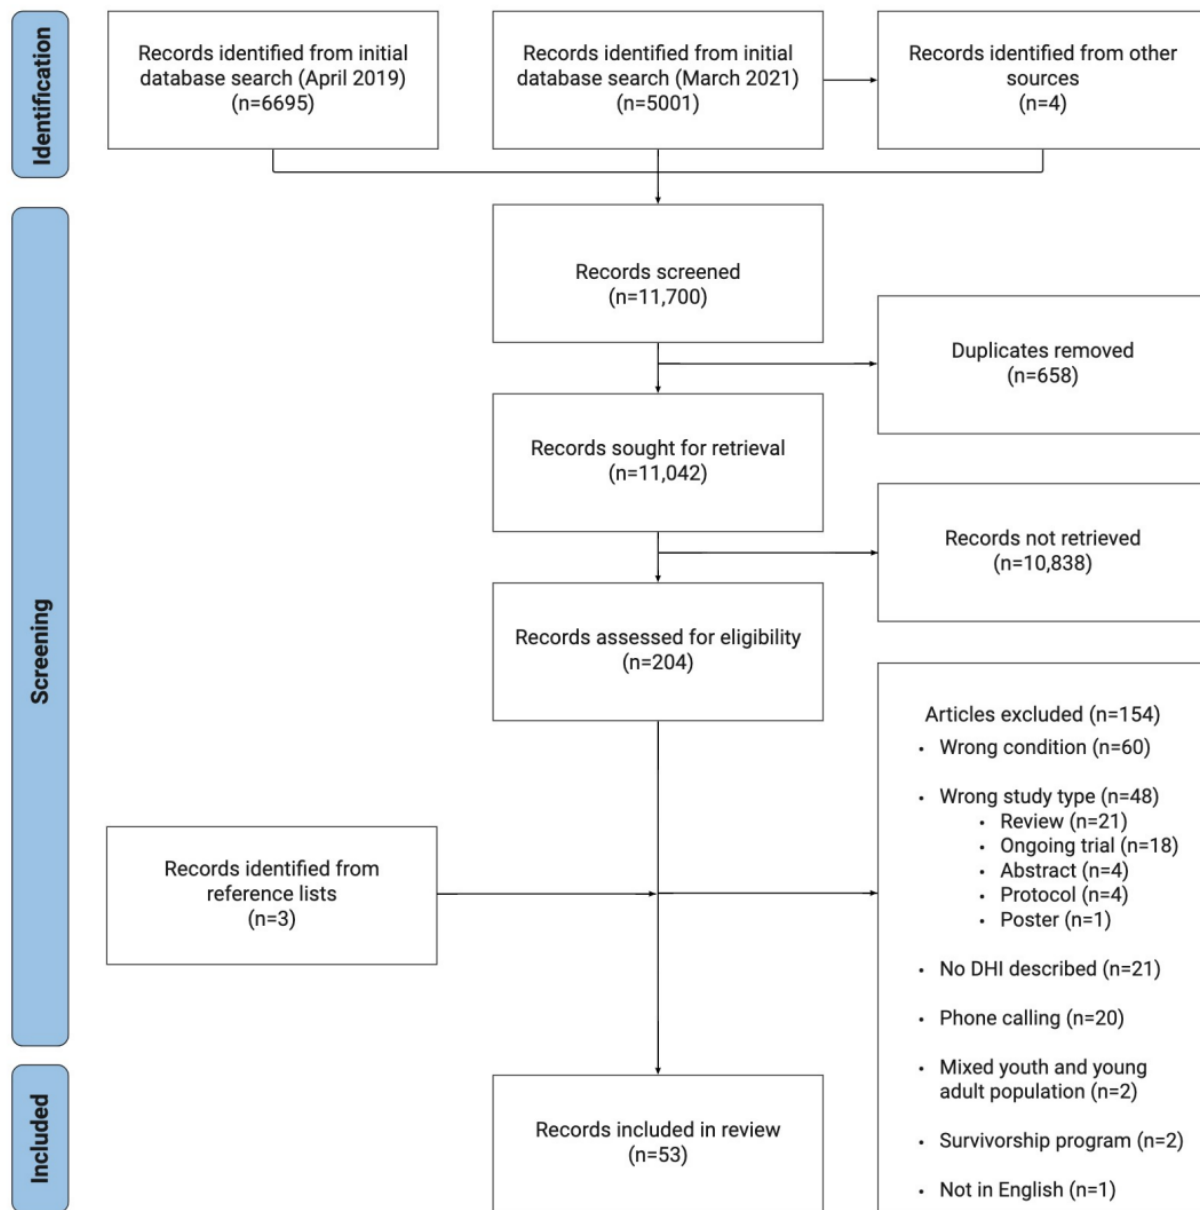 Identification
Records identified from initial
database search (April 2019)
(n=6695)
Records identified from initial
database search (March 2021)
(n=5001)
Records identified from other
sources
(n=4)
Screening
Records screened
(n=11,700)
Duplicates removed
(n=658)
Records sought for retrieval
(n=11,042)
Records not retrieved
(n=10,838)
Records assessed for eligibility
(n=204)
Articles excluded (n=154)
• Wrong condition (n=60)
• Wrong study type (n=48)
• Review (n=21)
• Ongoing trial (n=18)
• Abstract (n=4)
• Protocol (n=4)
• Poster (n=1)
• No DHI described (n=21)
• Phone calling (n=20)
• Mixed youth and young
adult population (n=2)
• Survivorship program (n=2)
• Not in English (n=1)
Records identified from
reference lists
(n=3)
Included
Records included in review
(n=53)